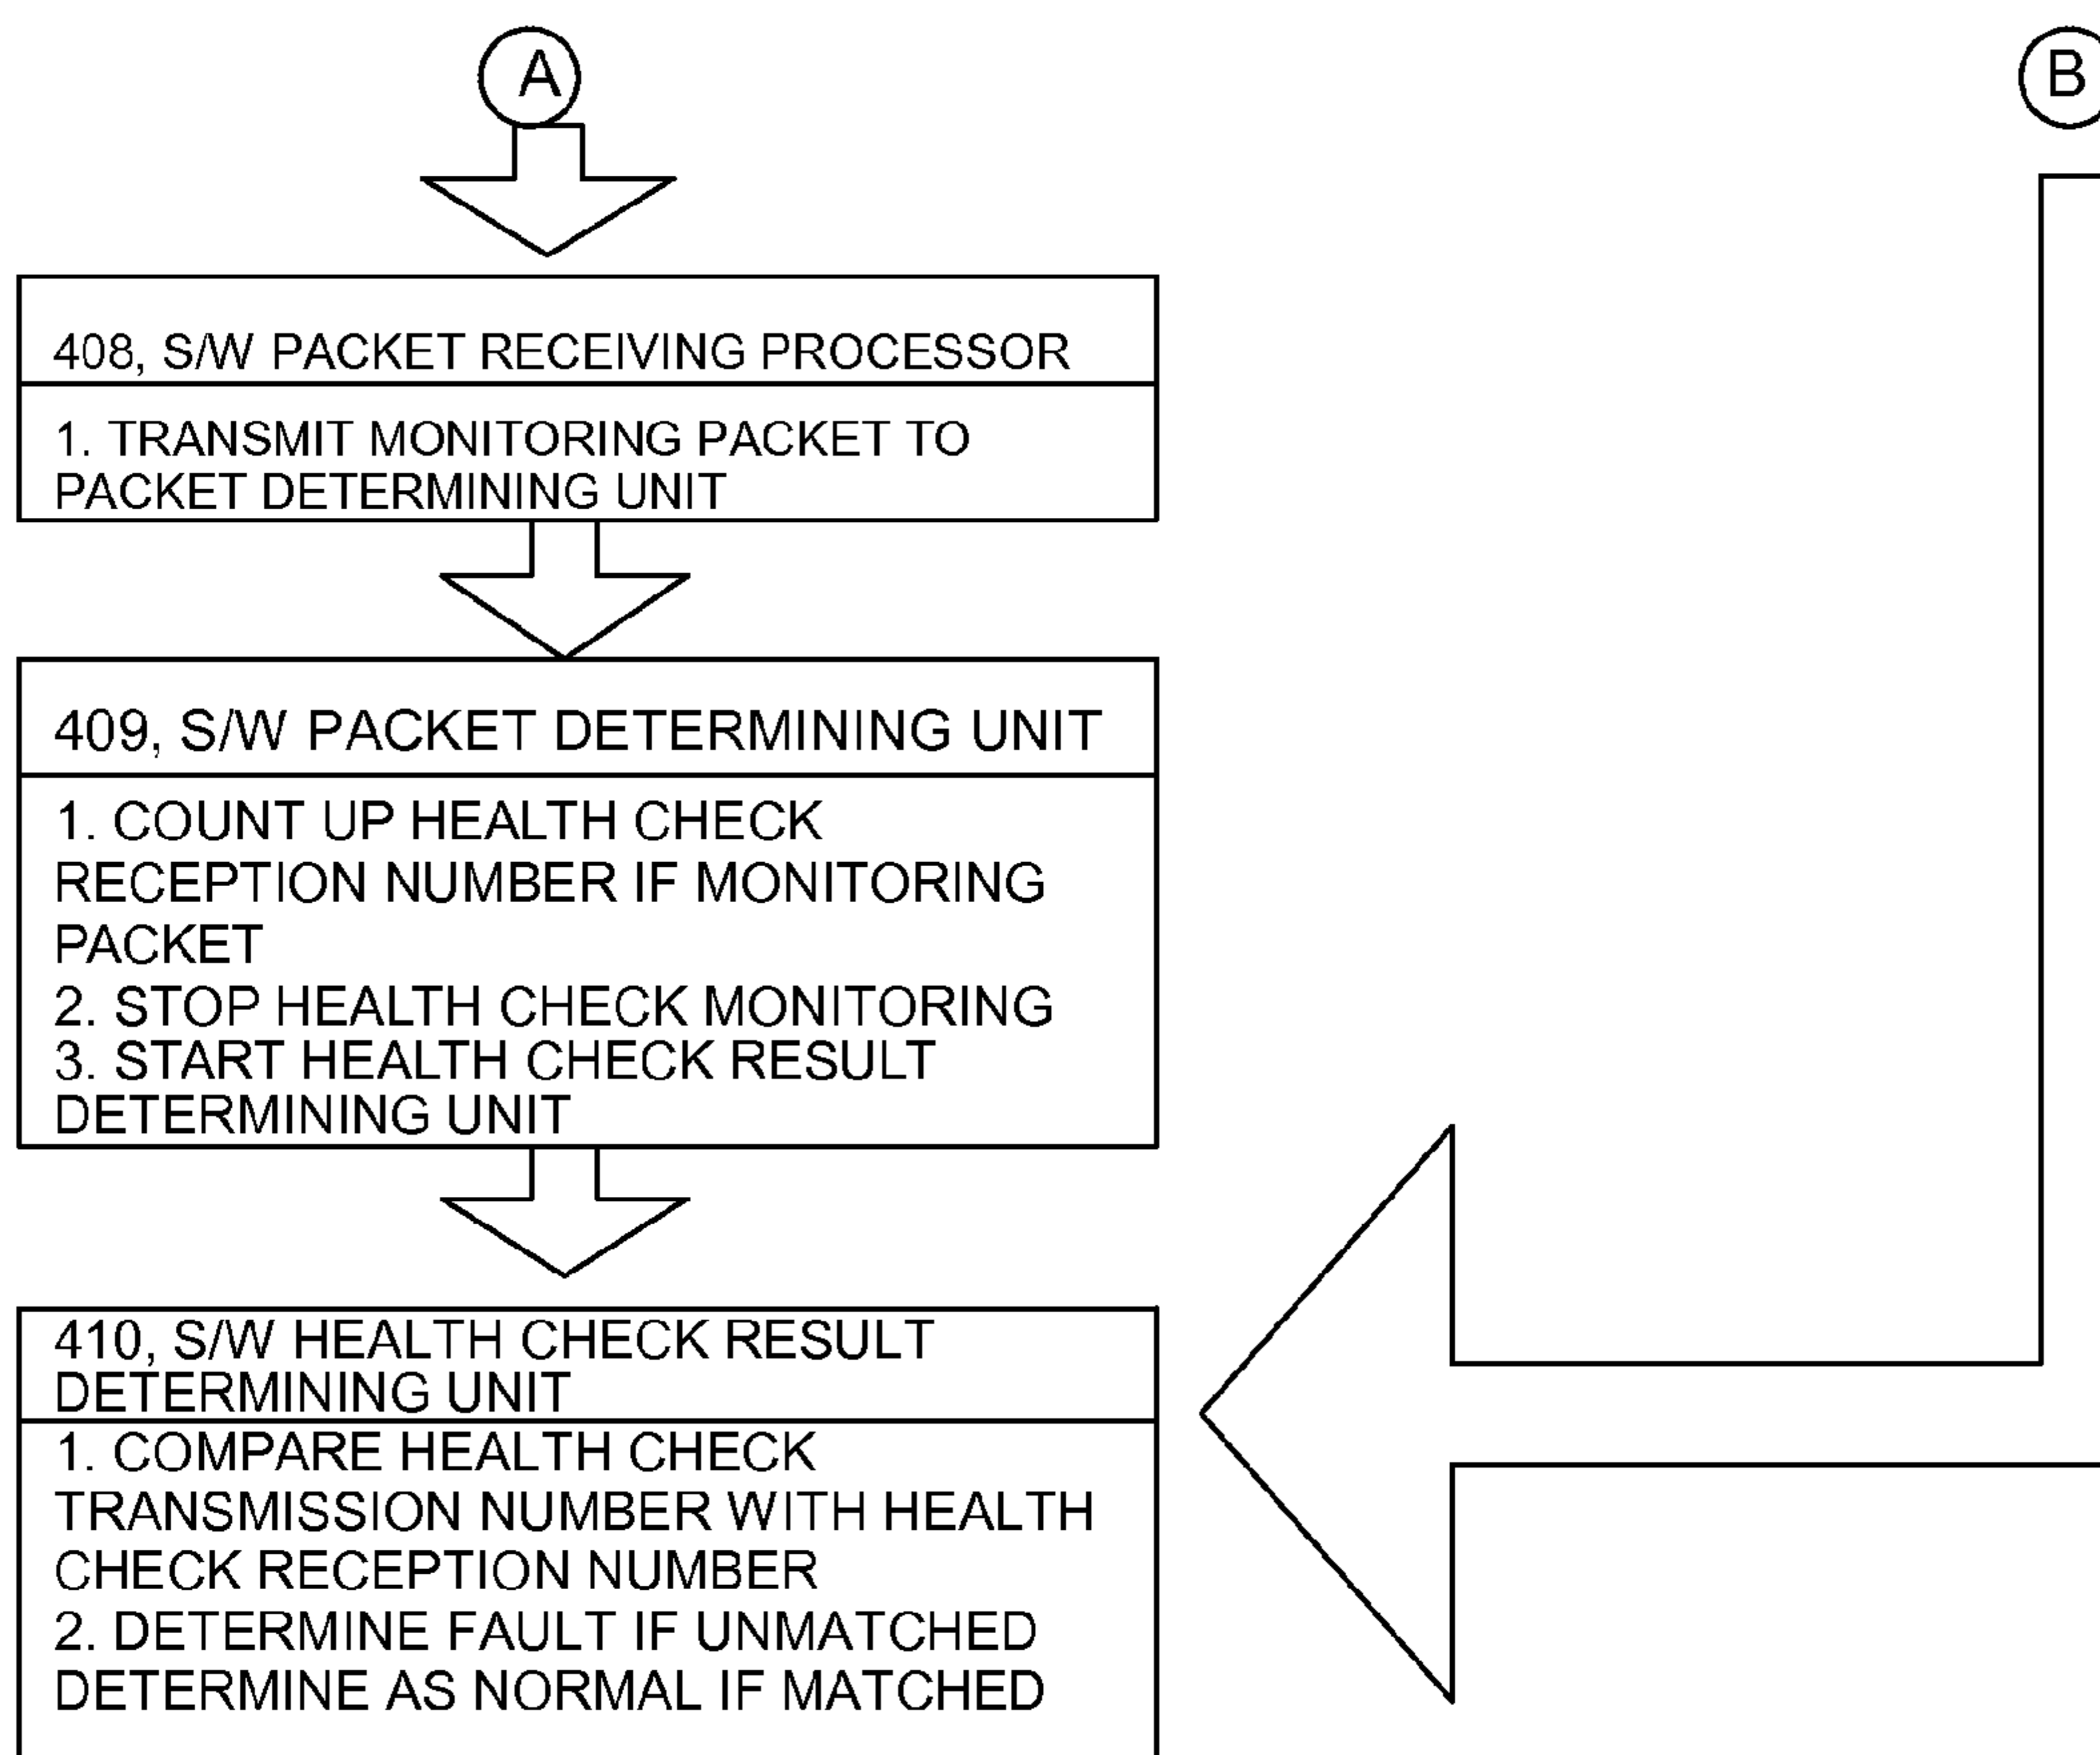 A
B
408, S/W PACKET RECEIVING PROCESSOR
1. TRANSMIT MONITORING PACKET TO
PACKET DETERMINING UNIT
409, S/W PACKET DETERMINING UNIT
1. COUNT UP HEALTH CHECK
RECEPTION NUMBER IF MONITORING
PACKET
2. STOP HEALTH CHECK MONITORING
3. START HEALTH CHECK RESULT
DETERMINING UNIT
410, S/W HEALTH CHECK RESULT
DETERMINING UNIT
1. COMPARE HEALTH CHECK
TRANSMISSION NUMBER WITH HEALTH
CHECK RECEPTION NUMBER
2. DETERMINE FAULT IF UNMATCHED
DETERMINE AS NORMAL IF MATCHED